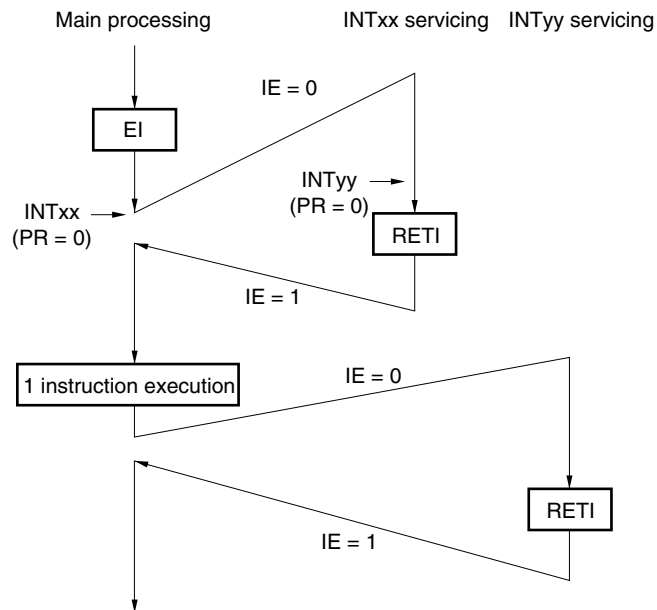 Main processing
INTxx servicing
INTyy servicing
IE = 0
EI
INTyy
(PR = 0)
INTxx
(PR = 0)
RETI
IE = 1
1 instruction execution
IE = 0
RETI
IE = 1